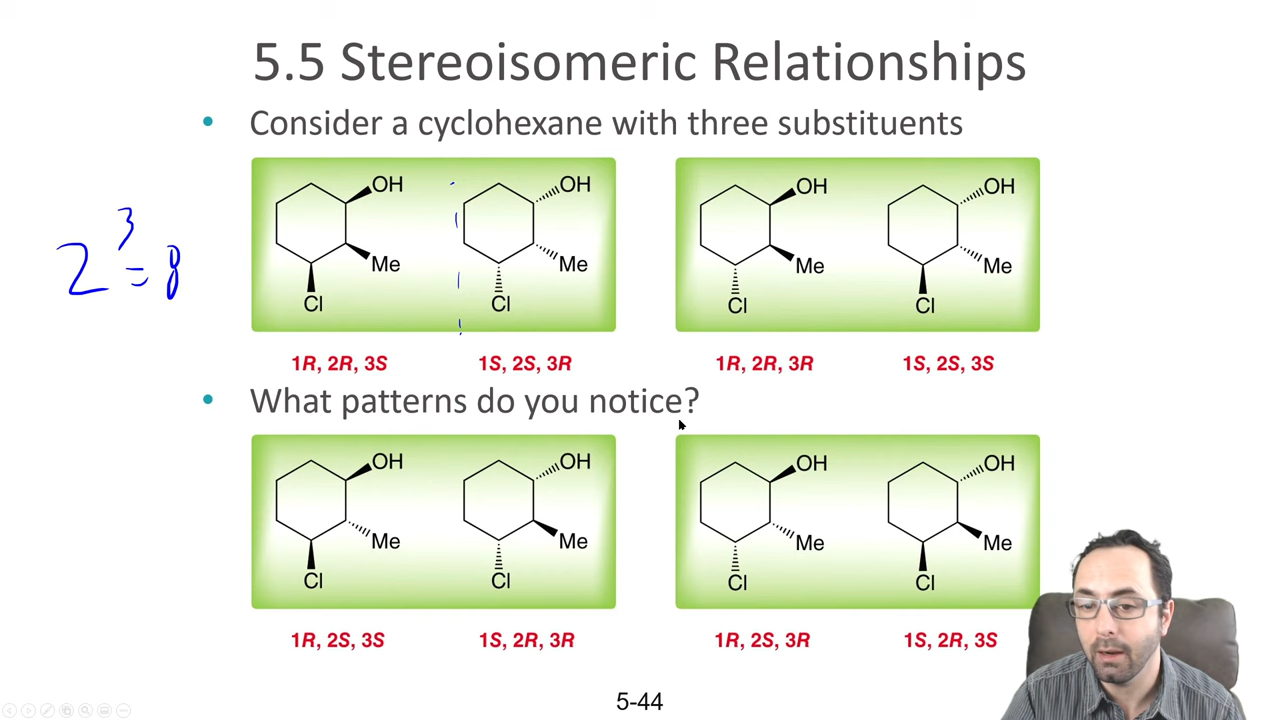 5.5 Stereoisomeric Relationships
• Consider a cyclohexane with three substituents
2³=8
OH OH OH OH
Me Me Me Me
Cl Cl Cl Cl
1R, 2R, 3S 1S, 2S, 3R 1R, 2R, 3R 1S, 2S, 3S
• What patterns do you notice?
OH OH OH OH
Me Me Me Me
Cl Cl Cl Cl
1R, 2S, 3S 1S, 2R, 3R 1R, 2S, 3R 1S, 2R, 3S
5-44